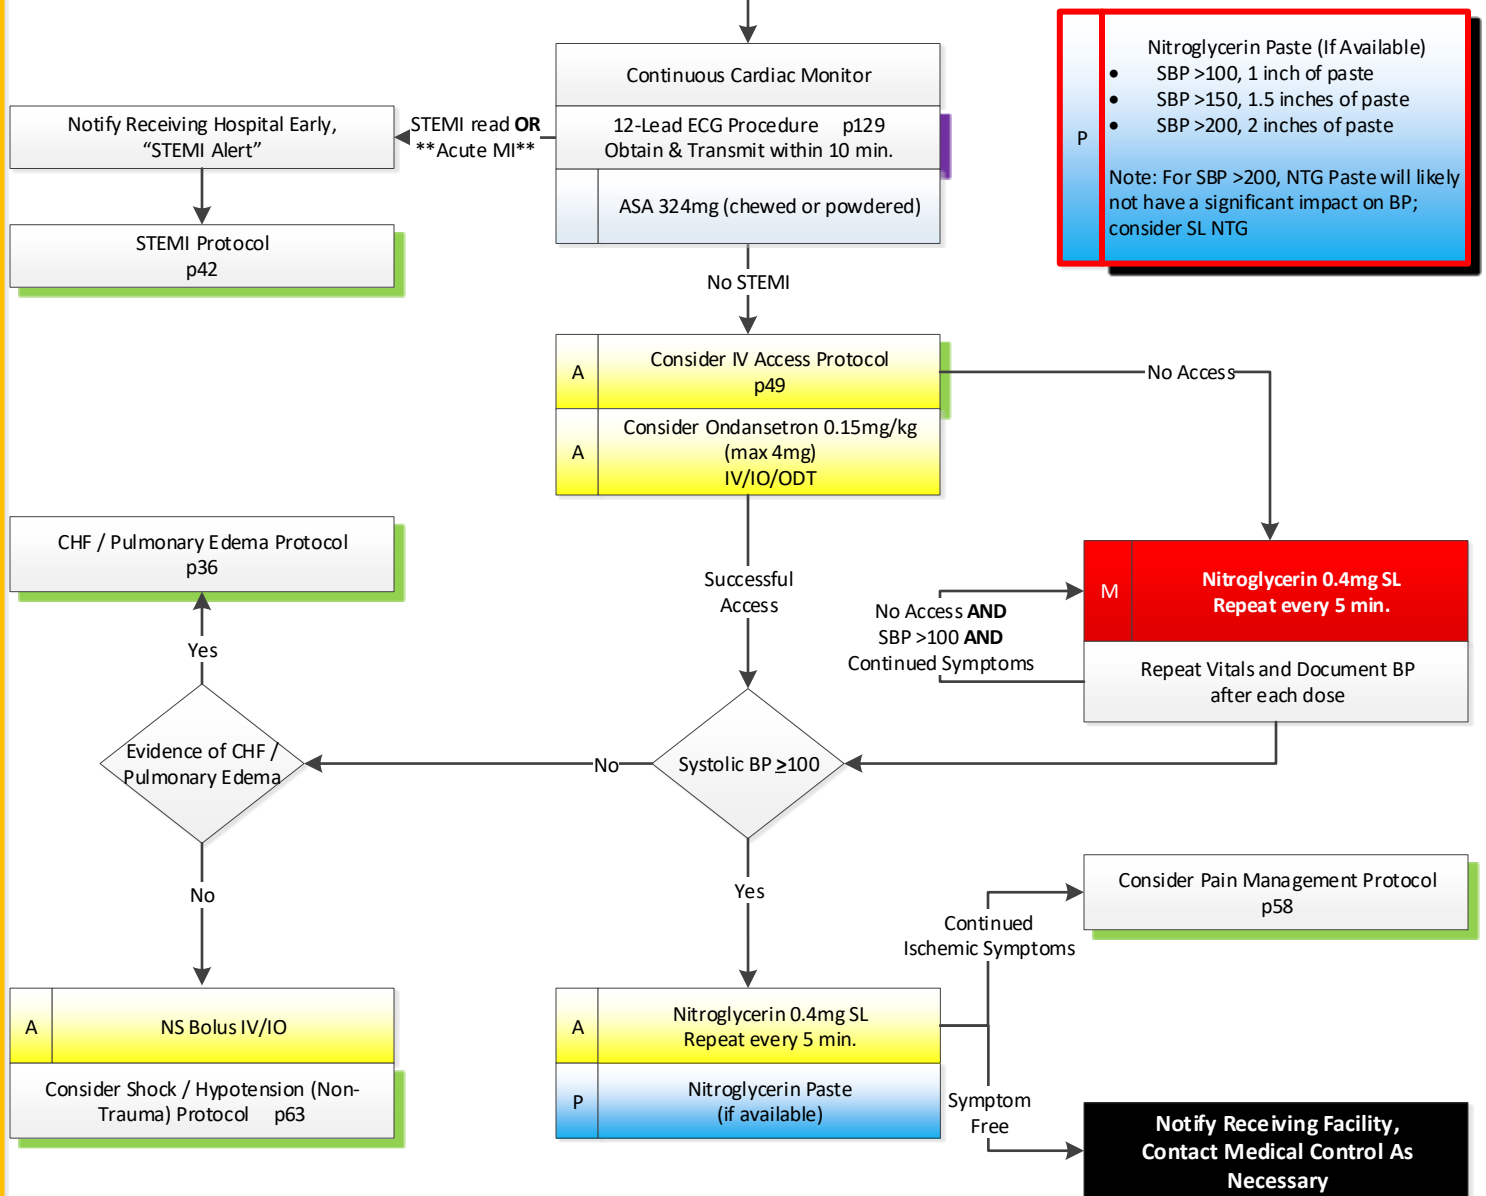 Continuous Cardiac Monitor
12-Lead ECG Procedure p129
Obtain & Transmit within 10 min.
ASA 324mg (chewed or powdered)
STEMI read OR
**Acute MI**
Notify Receiving Hospital Early,
“STEMI Alert”
STEMI Protocol
p42
P
Nitroglycerin Paste (If Available)
• SBP >100, 1 inch of paste
• SBP >150, 1.5 inches of paste
• SBP >200, 2 inches of paste
Note: For SBP >200, NTG Paste will likely
not have a significant impact on BP;
consider SL NTG
No STEMI
A
Consider IV Access Protocol
p49
A
Consider Ondansetron 0.15mg/kg
(max 4mg)
IV/IO/ODT
No Access
Successful
Access
M
Nitroglycerin 0.4mg SL
Repeat every 5 min.
Repeat Vitals and Document BP
after each dose
No Access AND
SBP >100 AND
Continued Symptoms
Systolic BP ≥100
No
Evidence of CHF /
Pulmonary Edema
Yes
CHF / Pulmonary Edema Protocol
p36
No
A
NS Bolus IV/IO
Consider Shock / Hypotension (Non-
Trauma) Protocol p63
Yes
A
Nitroglycerin 0.4mg SL
Repeat every 5 min.
P
Nitroglycerin Paste
(if available)
Continued
Ischemic Symptoms
Consider Pain Management Protocol
p58
Symptom
Free
Notify Receiving Facility,
Contact Medical Control As
Necessary